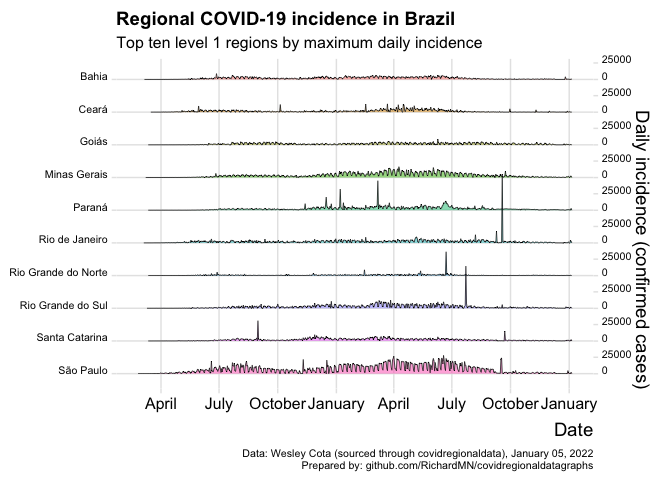 Regional COVID-19 incidence in Brazil
Top ten level 1 regions by maximum daily incidence
Bahia
25000
0
Ceará
25000
0
Goiás
25000
0
Minas Gerais
25000
0
Paraná
25000
0
Rio de Janeiro
25000
0
Rio Grande do Norte
25000
0
Rio Grande do Sul
25000
0
Santa Catarina
25000
0
São Paulo
25000
0
Daily incidence (confirmed cases)
April July October January April July October January
Date
Data: Wesley Cota (sourced through covidregionaldata), January 05, 2022
Prepared by: github.com/RichardMN/covidregionaldatagraphs